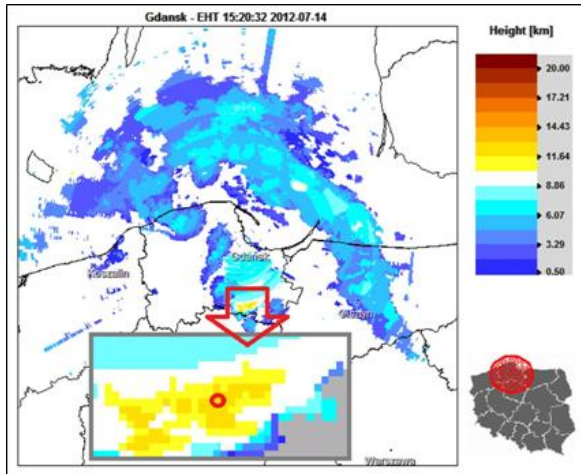 Gdansk - EHT 15:20:32 2012-07-14
Height [km]
20.00
17.21
14.43
11.64
8.86
6.07
3.29
0.50
Gdańsk
Koszalin
Olsztyn
Warszawa